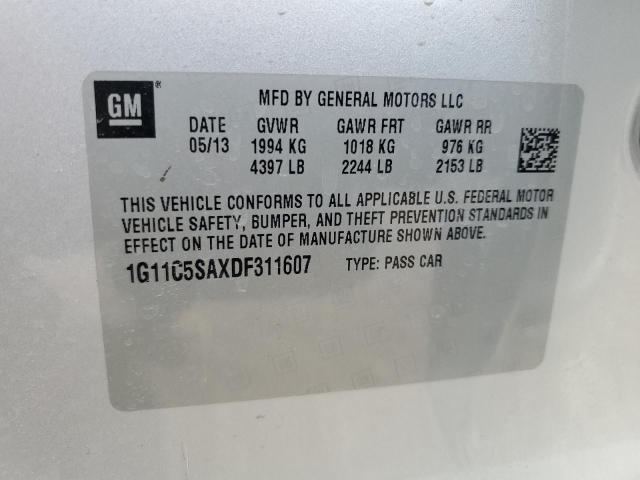 GM
MFD BY GENERAL MOTORS LLC
DATE GVWR GAWR FRT GAWR RR
05/13 1994 KG 1018 KG 976 KG
4397 LB 2244 LB 2153 LB
THIS VEHICLE CONFORMS TO ALL APPLICABLE U.S. FEDERAL MOTOR
VEHICLE SAFETY, BUMPER, AND THEFT PREVENTION STANDARDS IN
EFFECT ON THE DATE OF MANUFACTURE SHOWN ABOVE.
1G11C5SAXDF311607 TYPE: PASS CAR